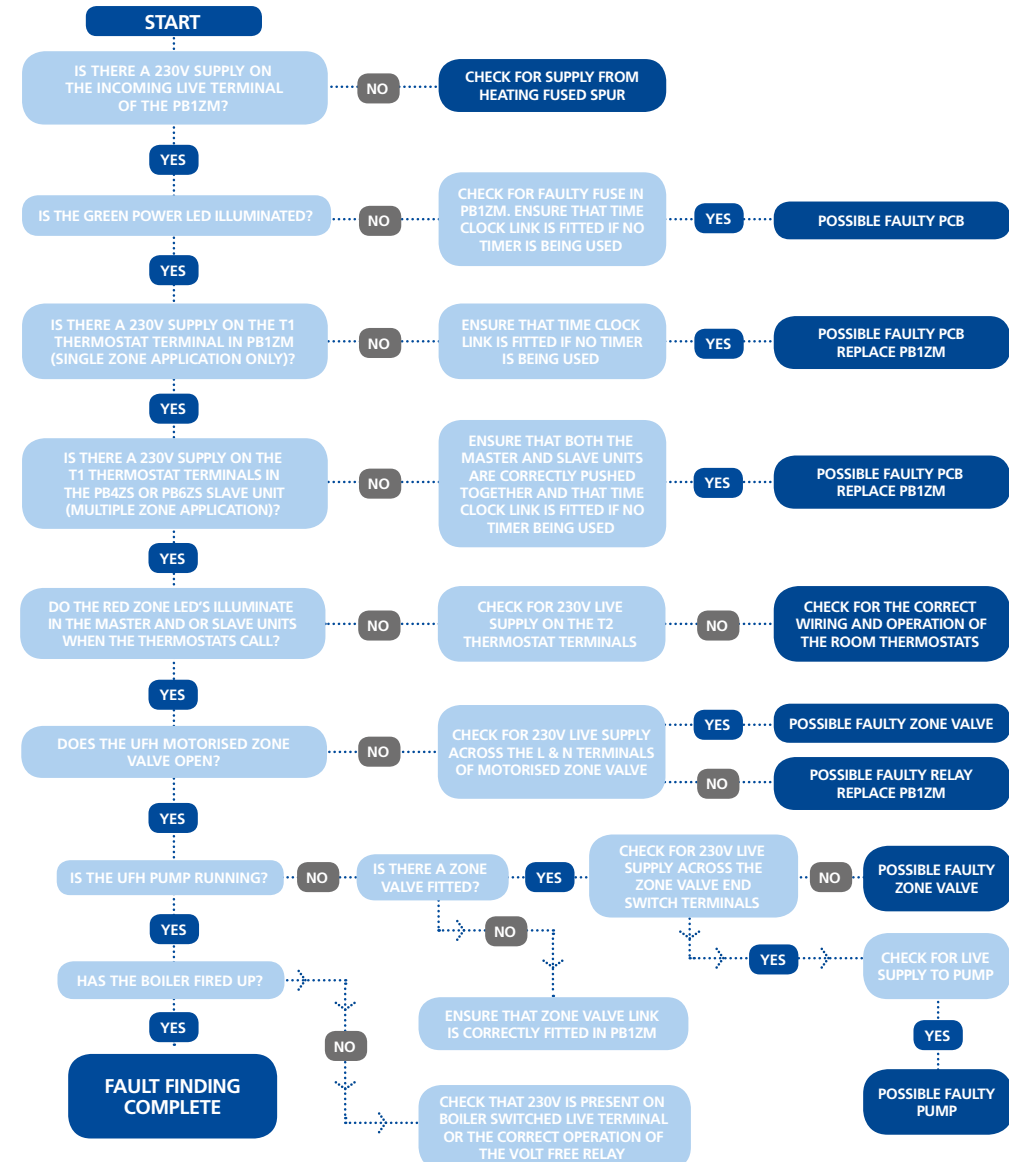 START
IS THERE A 230V SUPPLY ON
THE INCOMING LIVE TERMINAL
OF THE PB1ZM?
NO
CHECK FOR SUPPLY FROM
HEATING FUSED SPUR
YES
IS THE GREEN POWER LED ILLUMINATED?
NO
CHECK FOR FAULTY FUSE IN
PB1ZM. ENSURE THAT TIME
CLOCK LINK IS FITTED IF NO
TIMER IS BEING USED
YES
POSSIBLE FAULTY PCB
YES
IS THERE A 230V SUPPLY ON THE T1
THERMOSTAT TERMINAL IN PB1ZM
(SINGLE ZONE APPLICATION ONLY)?
NO
ENSURE THAT TIME CLOCK
LINK IS FITTED IF NO TIMER
IS BEING USED
YES
POSSIBLE FAULTY PCB
REPLACE PB1ZM
YES
IS THERE A 230V SUPPLY ON THE
T1 THERMOSTAT TERMINALS IN
THE PB4ZS OR PB6ZS SLAVE UNIT
(MULTIPLE ZONE APPLICATION)?
NO
ENSURE THAT BOTH THE
MASTER AND SLAVE UNITS
ARE CORRECTLY PUSHED
TOGETHER AND THAT TIME
CLOCK LINK IS FITTED IF NO
TIMER BEING USED
YES
POSSIBLE FAULTY PCB
REPLACE PB1ZM
YES
DO THE RED ZONE LED'S ILLUMINATE
IN THE MASTER AND OR SLAVE UNITS
WHEN THE THERMOSTATS CALL?
NO
CHECK FOR 230V LIVE
SUPPLY ON THE T2
THERMOSTAT TERMINALS
NO
CHECK FOR THE CORRECT
WIRING AND OPERATION OF
THE ROOM THERMOSTATS
YES
DOES THE UFH MOTORISED ZONE
VALVE OPEN?
NO
CHECK FOR 230V LIVE SUPPLY
ACROSS THE L & N TERMINALS
OF MOTORISED ZONE VALVE
YES
POSSIBLE FAULTY ZONE VALVE
NO
POSSIBLE FAULTY RELAY
REPLACE PB1ZM
YES
IS THE UFH PUMP RUNNING?
NO
IS THERE A ZONE
VALVE FITTED?
YES
CHECK FOR 230V LIVE
SUPPLY ACROSS THE
ZONE VALVE END
SWITCH TERMINALS
NO
POSSIBLE FAULTY
ZONE VALVE
YES
NO
YES
CHECK FOR LIVE
SUPPLY TO PUMP
HAS THE BOILER FIRED UP?
ENSURE THAT ZONE VALVE LINK
IS CORRECTLY FITTED IN PB1ZM
YES
NO
YES
FAULT FINDING
COMPLETE
CHECK THAT 230V IS PRESENT ON
BOILER SWITCHED LIVE TERMINAL
OR THE CORRECT OPERATION OF
THE VOLT FREE RELAY
POSSIBLE FAULTY
PUMP